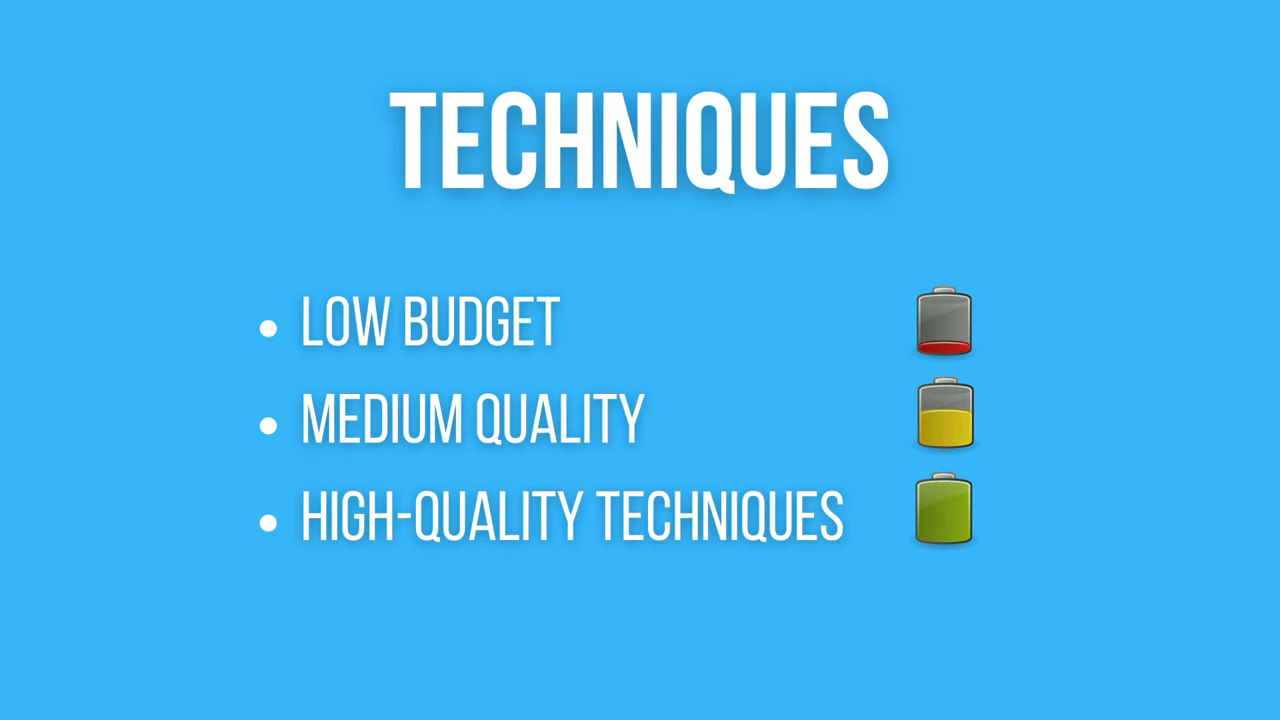 TECHNIQUES
• LOW BUDGET
• MEDIUM QUALITY
• HIGH-QUALITY TECHNIQUES